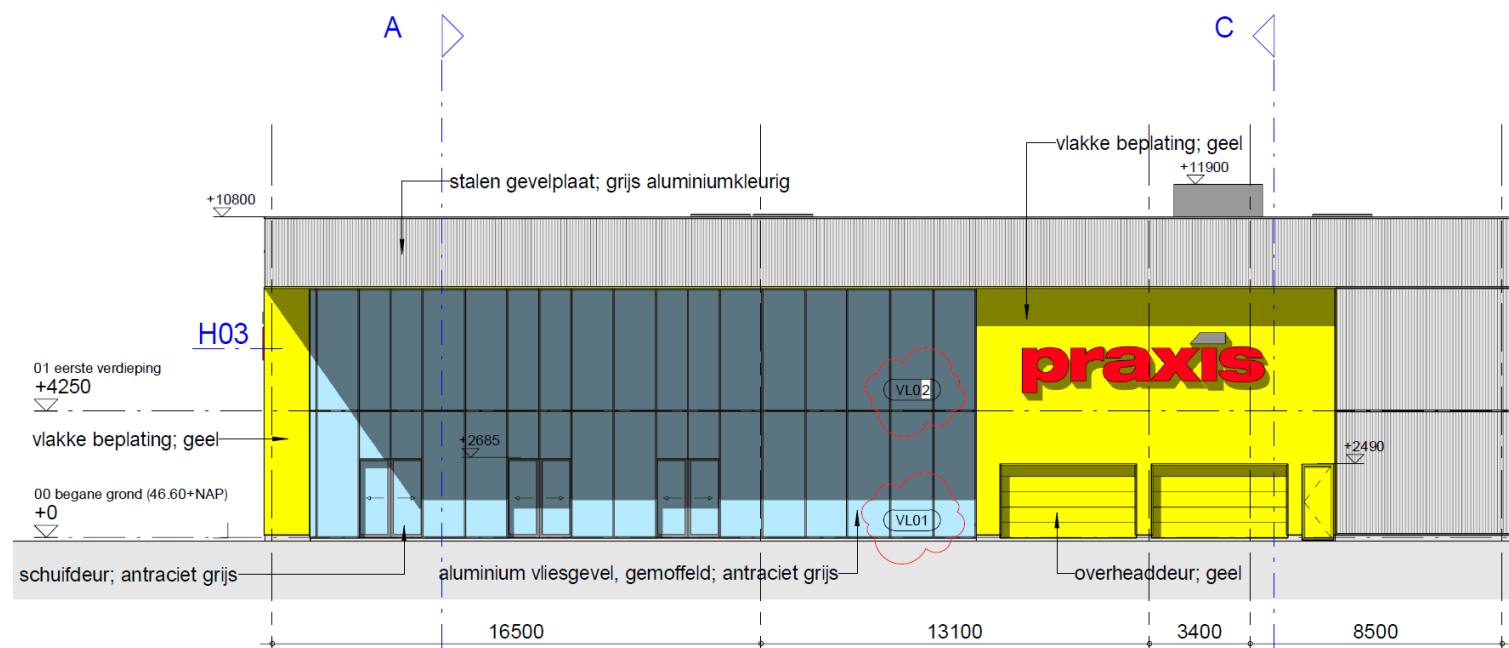 A
C
vlakke beplating; geel
+11900
stalen gevelplaat; grijs aluminiumkleurig
+10800
H03
praxis
01 eerste verdieping
+4250
VL02
vlakke beplating; geel
+2685
+2490
00 begane grond (46.60+NAP)
+0
VL01
schuifdeur; antraciet grijs
aluminium vliesgevel, gemoffeld; antraciet grijs
overheaddeur; geel
16500
13100
3400
8500